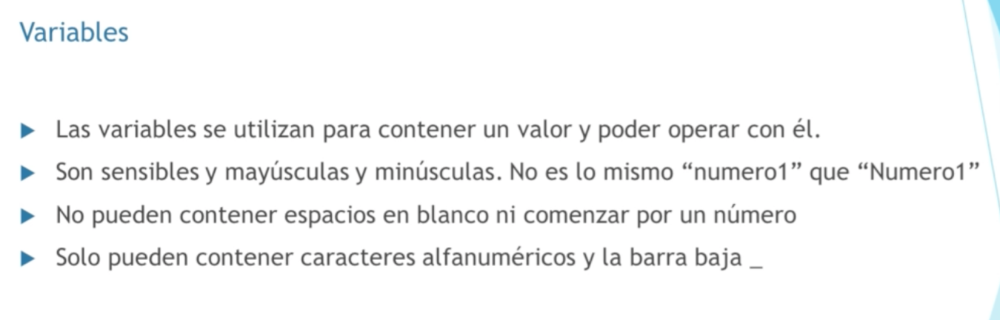 Variables
Las variables se utilizan para contener un valor y poder operar con él.
Son sensibles y mayúsculas y minúsculas. No es lo mismo “numero1” que “Numero1”
No pueden contener espacios en blanco ni comenzar por un número
Solo pueden contener caracteres alfanuméricos y la barra baja _